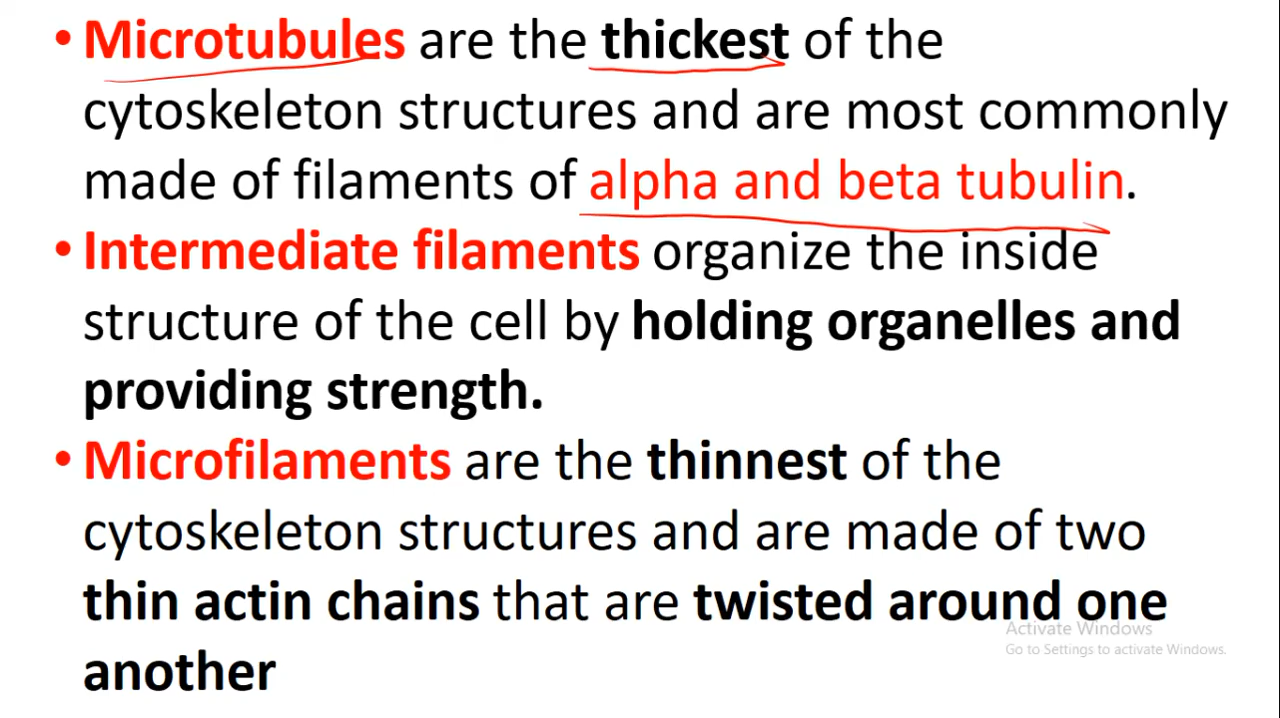 • Microtubules are the thickest of the
cytoskeleton structures and are most commonly
made of filaments of alpha and beta tubulin.
• Intermediate filaments organize the inside
structure of the cell by holding organelles and
providing strength.
• Microfilaments are the thinnest of the
cytoskeleton structures and are made of two
thin actin chains that are twisted around one
another
Activate Windows
Go to Settings to activate Windows.